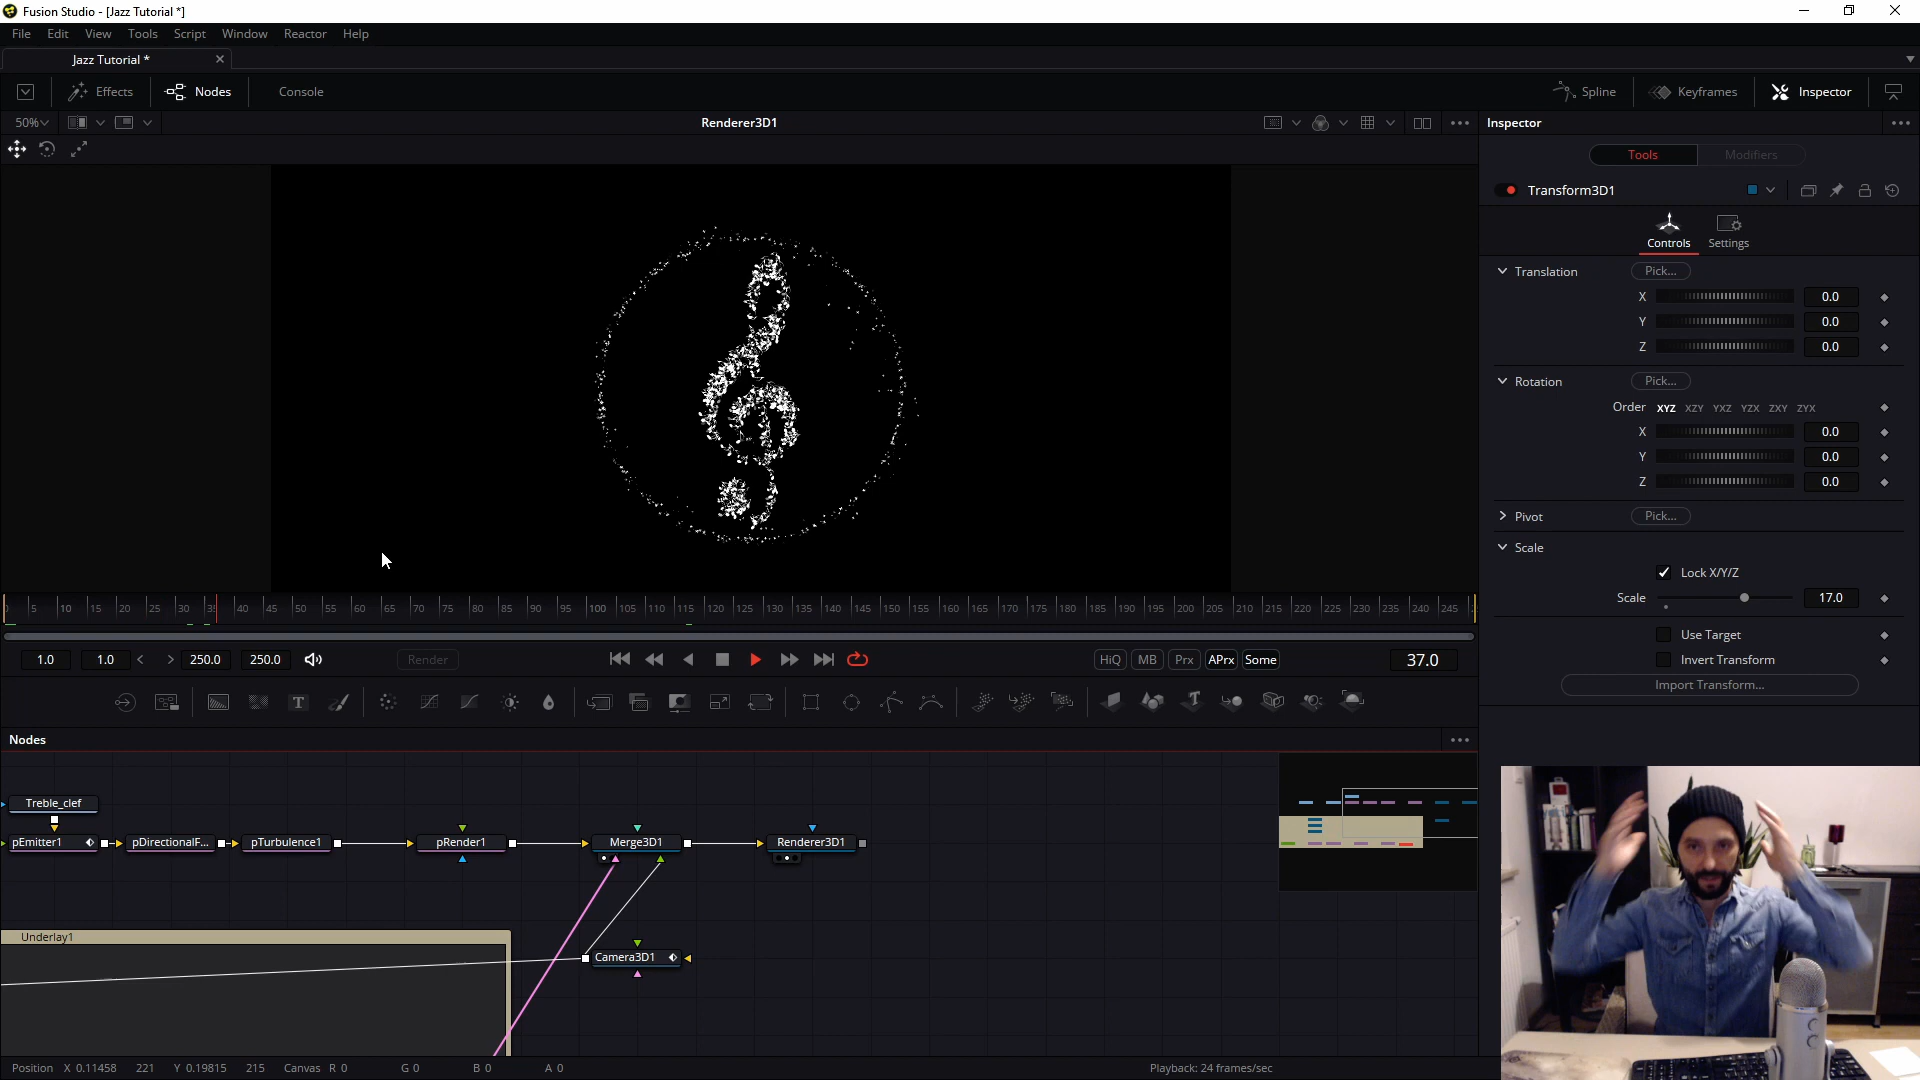 Fusion Studio - [Jazz Tutorial *]
File Edit View Tools Script Window Reactor Help
Jazz Tutorial *
Effects Nodes Console Spline Keyframes Inspector
50% Renderer3D1 Inspector
Tools Modifiers
Transform3D1
Controls Settings
Translation Pick...
X 0.0
Y 0.0
Z 0.0
Rotation Pick...
Order XYZ XZY YXZ YZX ZXY ZYX
X 0.0
Y 0.0
Z 0.0
Pivot Pick...
Scale
Lock X/Y/Z
Scale 17.0
Use Target
Invert Transform
Import Transform...
5 10 15 20 25 30 35 40 45 50 55 60 65 70 75 80 85 90 95 100 105 110 115 120 125 130 135 140 145 150 155 160 165 170 175 180 185 190 195 200 205 210 215 220 225 230 235 240 245
1.0 1.0 250.0 250.0 Render HiQ MB Prx APrx Some 37.0
Nodes
Treble_clef
pEmitter1 pDirectionalF... pTurbulence1 pRender1 Merge3D1 Renderer3D1
Underlay1
Camera3D1
Position X 0.11458 221 Y 0.19815 215 Canvas R 0 G 0 B 0 A 0 Playback: 24 frames/sec